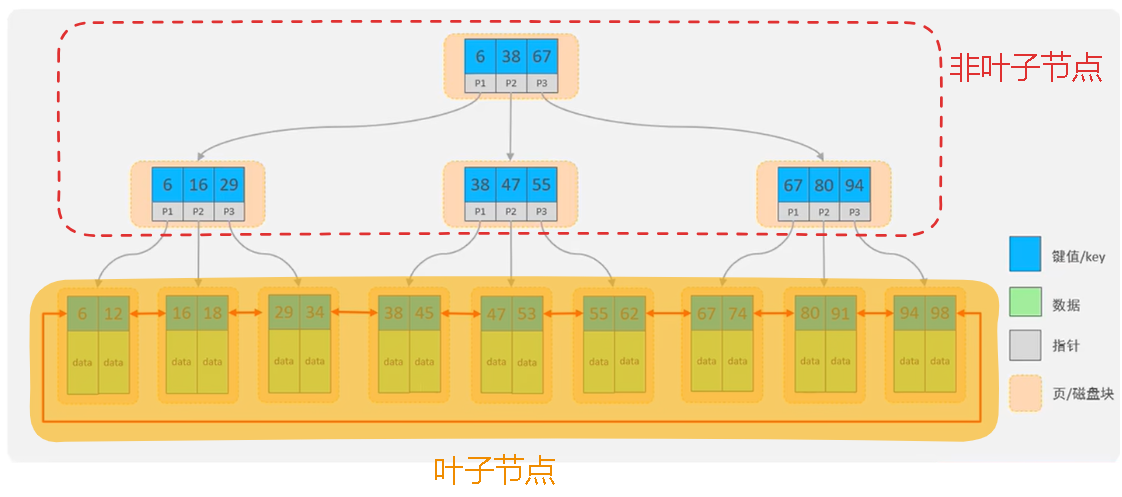 6 38 67
P1 P2 P3
非叶子节点
6 16 29
P1 P2 P3
38 47 55
P1 P2 P3
67 80 94
P1 P2 P3
键值/key
数据
指针
页/磁盘块
6 12
data data
16 18
data data
29 34
data data
38 45
data data
47 53
data data
55 62
data data
67 74
data data
80 91
data data
94 98
data data
叶子节点